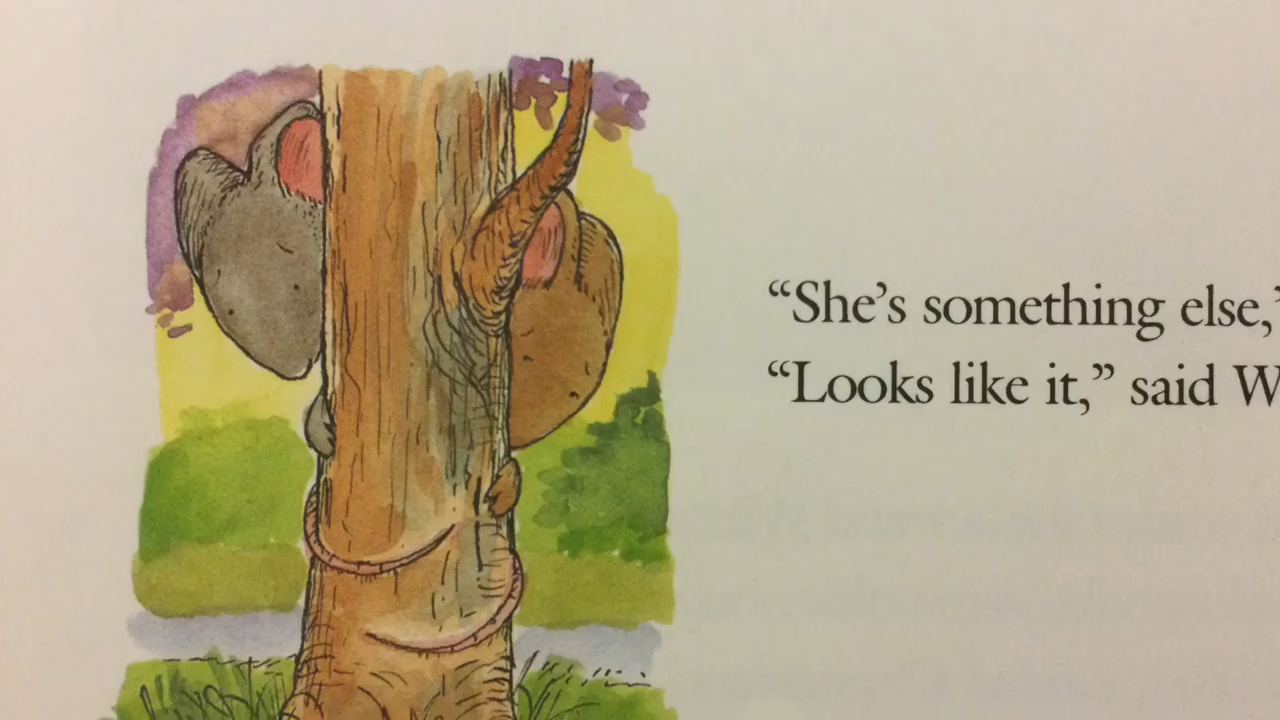 “She’s something else,”
“Looks like it,” said W